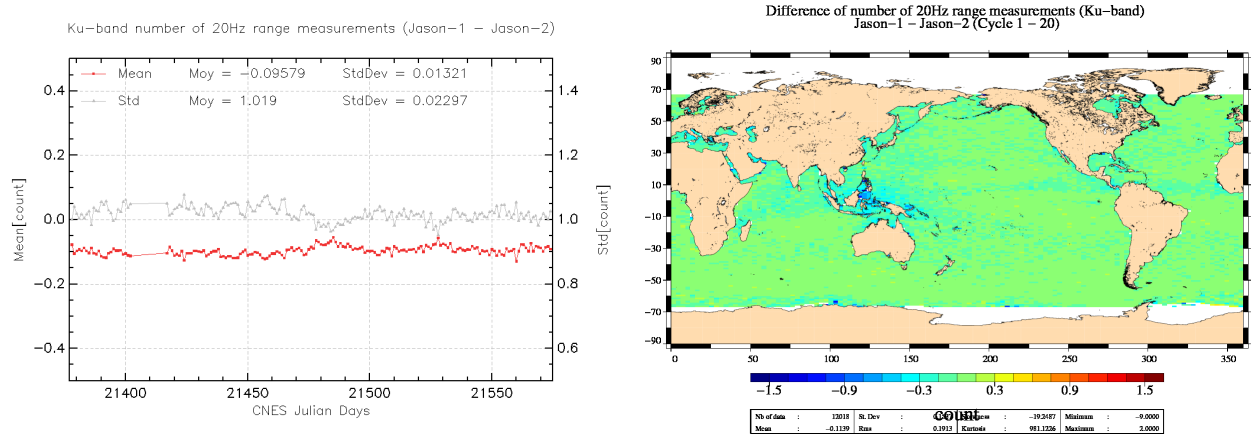 Ku-band number of 20Hz range measurements (Jason-1 - Jason-2)
Mean Moy = -0.09579 StdDev = 0.01321
Std Moy = 1.019 StdDev = 0.02297
Mean[count]
0.4
0.2
0.0
-0.2
-0.4
1.4
1.2
1.0
0.8
0.6
Std[count]
21400 21450 21500 21550
CNES Julian Days
Difference of number of 20Hz range measurements (Ku-band)
Jason-1 - Jason-2 (Cycle 1 - 20)
90
70
50
30
10
-10
-30
-50
-70
-90
0 50 100 150 200 250 300 350
-1.5 -0.9 -0.3 0.3 0.9 1.5
count
Nb of data : 12018 St. Dev : : -19.2487 Minimum : -9.0000
Mean : -0.1139 Rms : 0.1913 Kurtosis : 981.1226 Maximum : 2.0000